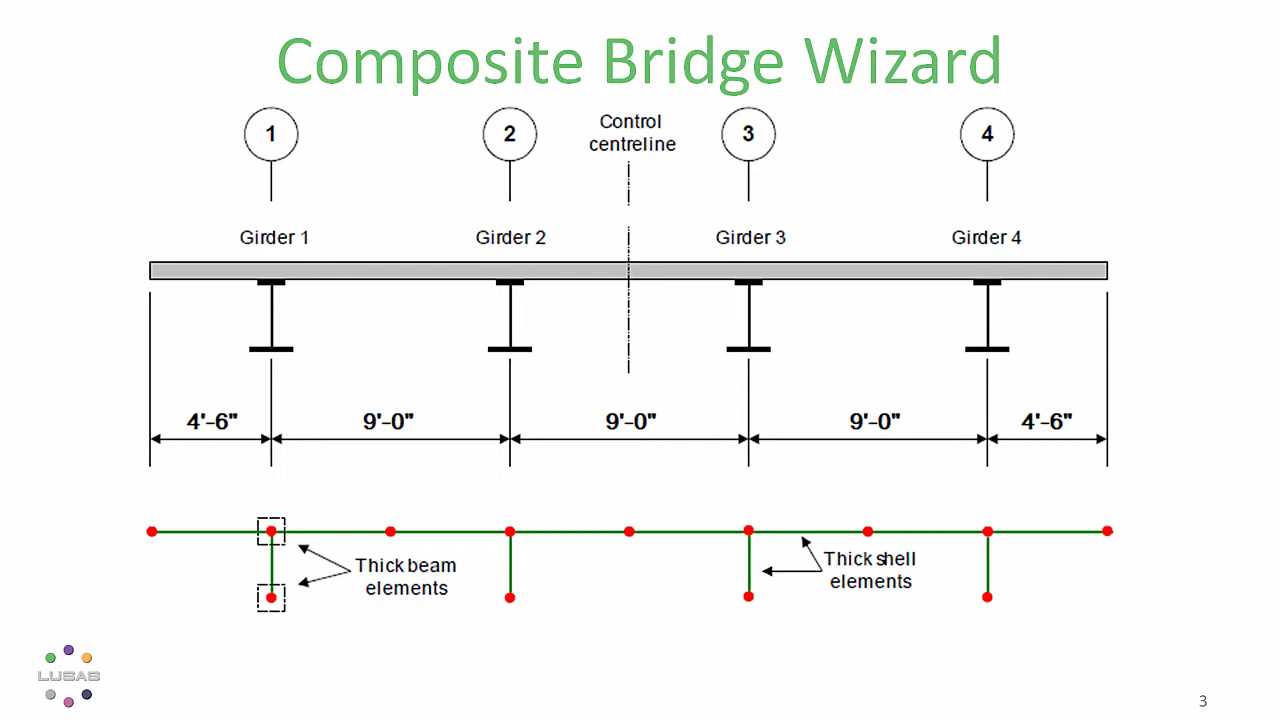 Composite Bridge Wizard
1
2
Control
centreline
3
4
Girder 1
Girder 2
Girder 3
Girder 4
4'-6"
9'-0"
9'-0"
9'-0"
4'-6"
Thick beam
elements
Thick shell
elements
LUSAS
3